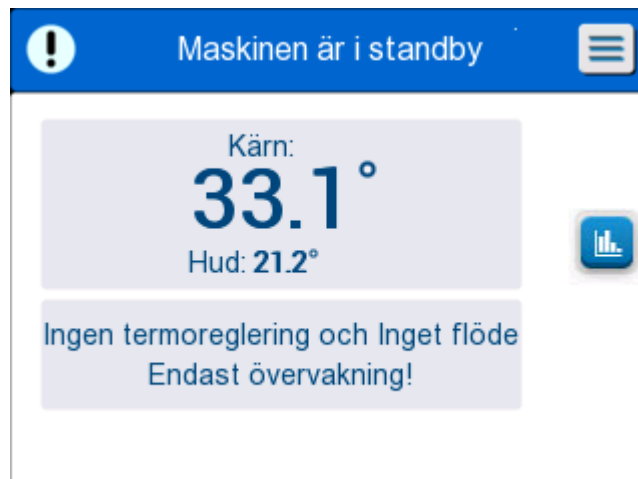 Maskinen är i standby
Kärn:
33.1°
Hud: 21.2°
Ingen termoreglering och Inget flöde
Endast övervakning!